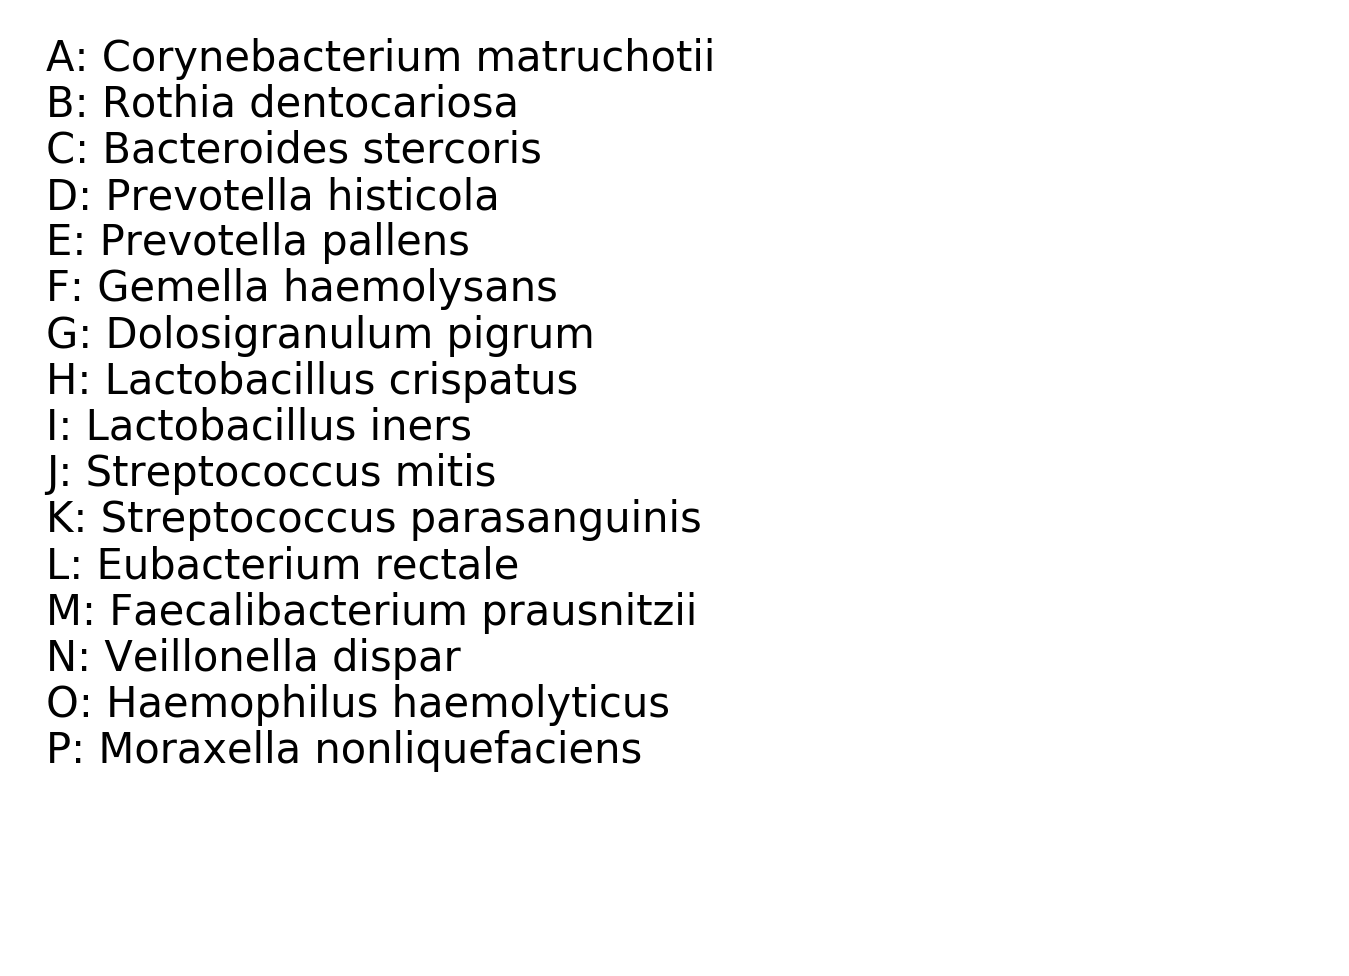 A: Corynebacterium matruchotii
B: Rothia dentocariosa
C: Bacteroides stercoris
D: Prevotella histicola
E: Prevotella pallens
F: Gemella haemolysans
G: Dolosigranulum pigrum
H: Lactobacillus crispatus
I: Lactobacillus iners
J: Streptococcus mitis
K: Streptococcus parasanguinis
L: Eubacterium rectale
M: Faecalibacterium prausnitzii
N: Veillonella dispar
O: Haemophilus haemolyticus
P: Moraxella nonliquefaciens